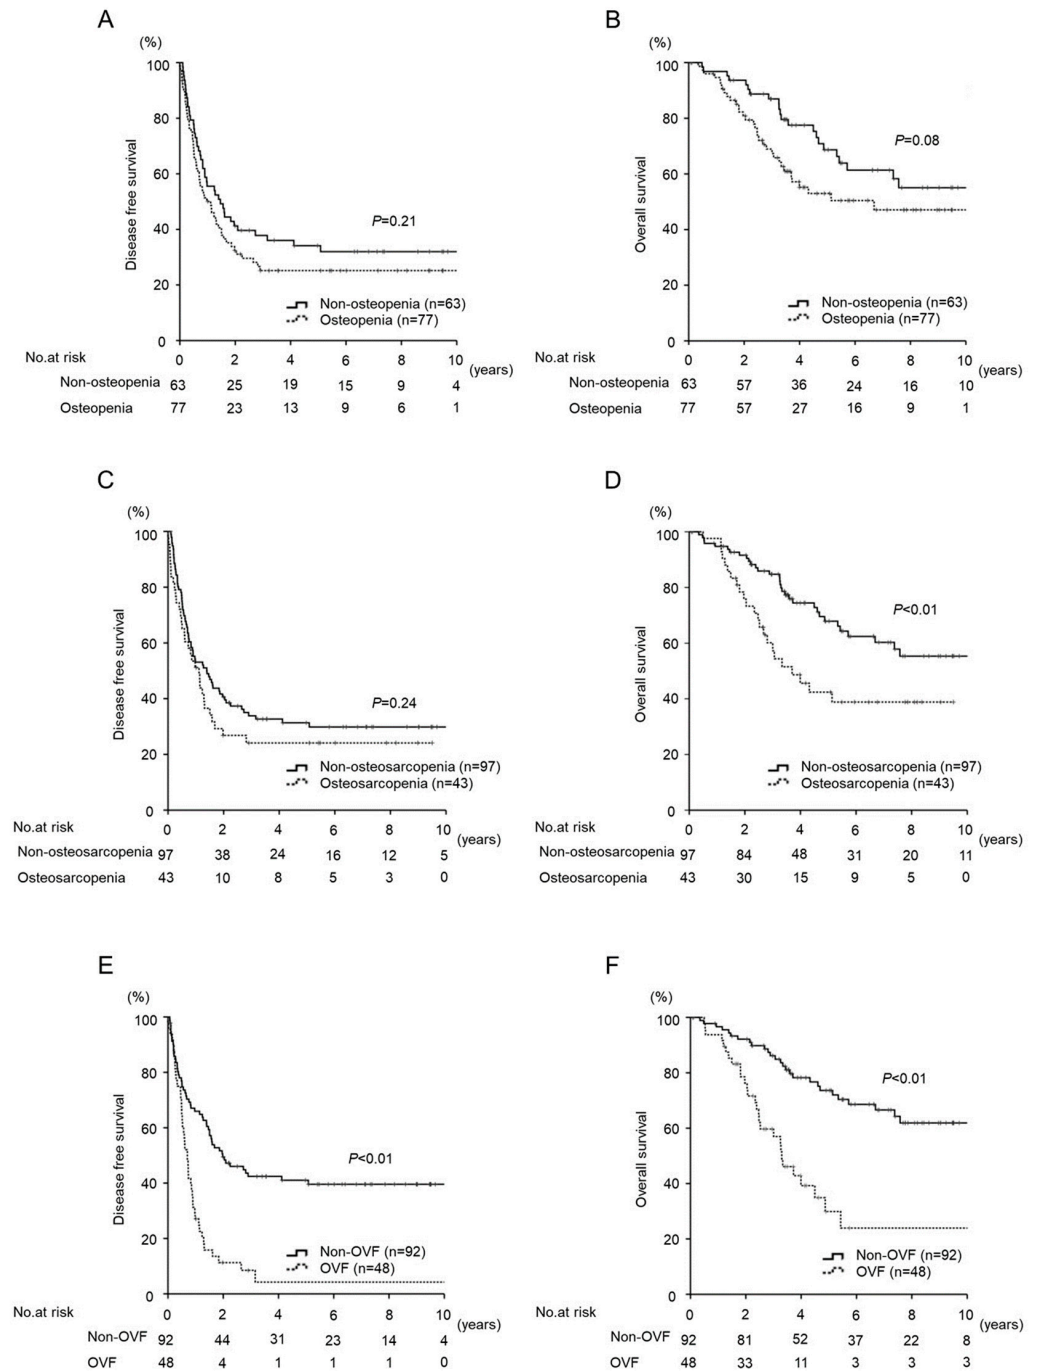 A
(%)
Disease free survival
100
80
60
40
20
0
P=0.21
Non-osteopenia (n=63)
Osteopenia (n=77)
0 2 4 6 8 10
(years)
No.at risk
Non-osteopenia 63 25 19 15 9 4
Osteopenia 77 23 13 9 6 1
B
(%)
Overall survival
100
80
60
40
20
0
P=0.08
Non-osteopenia (n=63)
Osteopenia (n=77)
0 2 4 6 8 10
(years)
No.at risk
Non-osteopenia 63 57 36 24 16 10
Osteopenia 77 57 27 16 9 1
C
(%)
Disease free survival
100
80
60
40
20
0
P=0.24
Non-osteosarcopenia (n=97)
Osteosarcopenia (n=43)
0 2 4 6 8 10
(years)
No.at risk
Non-osteosarcopenia 97 38 24 16 12 5
Osteosarcopenia 43 10 8 5 3 0
D
(%)
Overall survival
100
80
60
40
20
0
P<0.01
Non-osteosarcopenia (n=97)
Osteosarcopenia (n=43)
0 2 4 6 8 10
(years)
No.at risk
Non-osteosarcopenia 97 84 48 31 20 11
Osteosarcopenia 43 30 15 9 5 0
E
(%)
Disease free survival
100
80
60
40
20
0
P<0.01
Non-OVF (n=92)
OVF (n=48)
0 2 4 6 8 10
(years)
No.at risk
Non-OVF 92 44 31 23 14 4
OVF 48 4 1 1 1 0
F
(%)
Overall survival
100
80
60
40
20
0
P<0.01
Non-OVF (n=92)
OVF (n=48)
0 2 4 6 8 10
(years)
No.at risk
Non-OVF 92 81 52 37 22 8
OVF 48 33 11 3 3 3